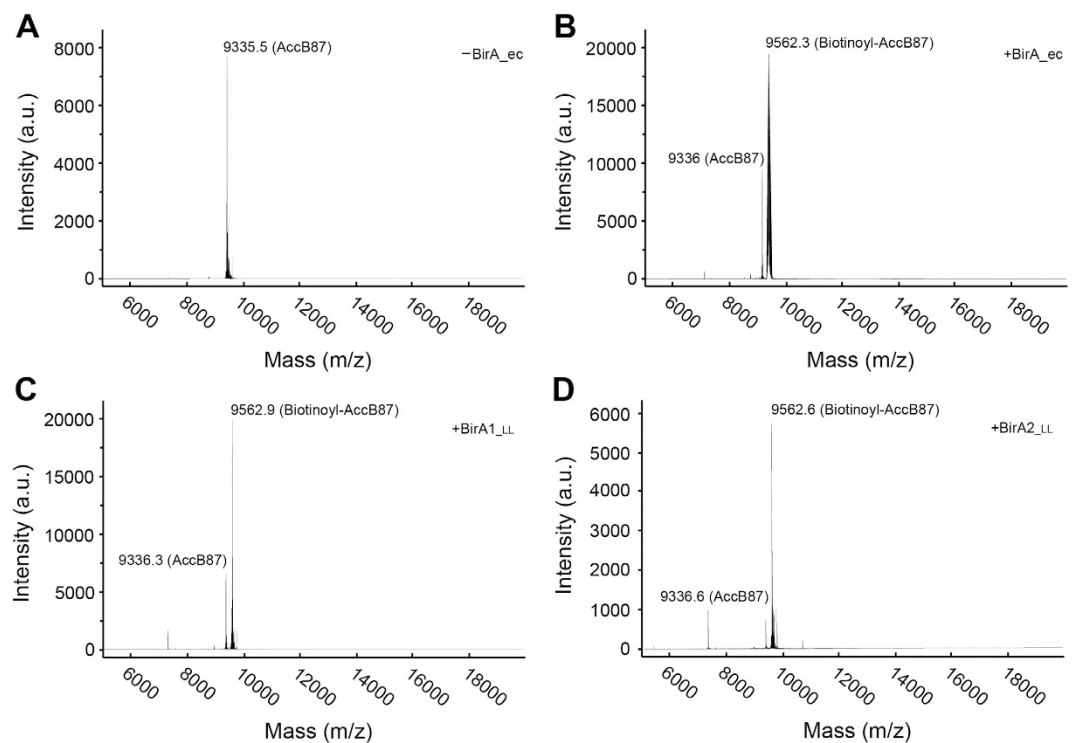 A
8000
6000
4000
2000
0
Intensity (a.u.)
9335.5 (AccB87)
−BirA_ec
6000
8000
10000
12000
14000
16000
18000
Mass (m/z)
B
20000
15000
10000
5000
0
Intensity (a.u.)
9562.3 (Biotinoyl-AccB87)
+BirA_ec
9336 (AccB87)
6000
8000
10000
12000
14000
16000
18000
Mass (m/z)
C
20000
15000
10000
5000
0
Intensity (a.u.)
9562.9 (Biotinoyl-AccB87)
+BirA1_LL
9336.3 (AccB87)
6000
8000
10000
12000
14000
16000
18000
Mass (m/z)
D
6000
5000
4000
3000
2000
1000
0
Intensity (a.u.)
9562.6 (Biotinoyl-AccB87)
+BirA2_LL
9336.6 (AccB87)
6000
8000
10000
12000
14000
16000
18000
Mass (m/z)